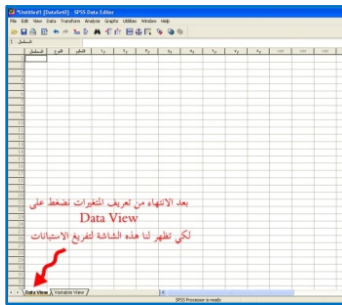 *Untitled1 [DataSet0] - SPSS Data Editor
File Edit View Data Transform Analyze Graphs Utilities Window Help
1 : المسلسل
المسلسل النوع
بعد الانتهاء من تعريف المتغيرات نضغط على
Data View
لكي تظهر لنا هذه الشاشة لتفريغ الاستبانات
Data View Variable View
SPSS Processor is ready